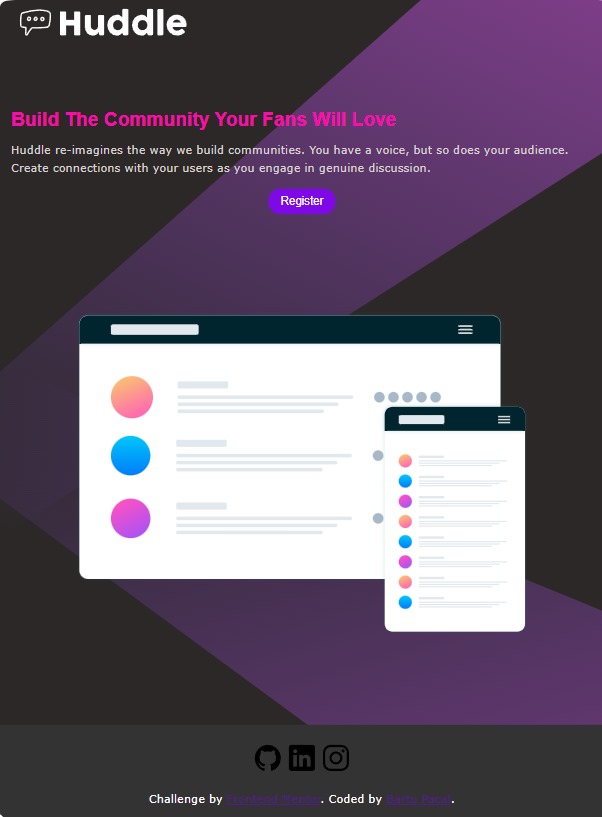 Huddle
Build The Community Your Fans Will Love
Huddle re-imagines the way we build communities. You have a voice, but so does your audience.
Create connections with your users as you engage in genuine discussion.
Register
Challenge by Frontend Mentor. Coded by